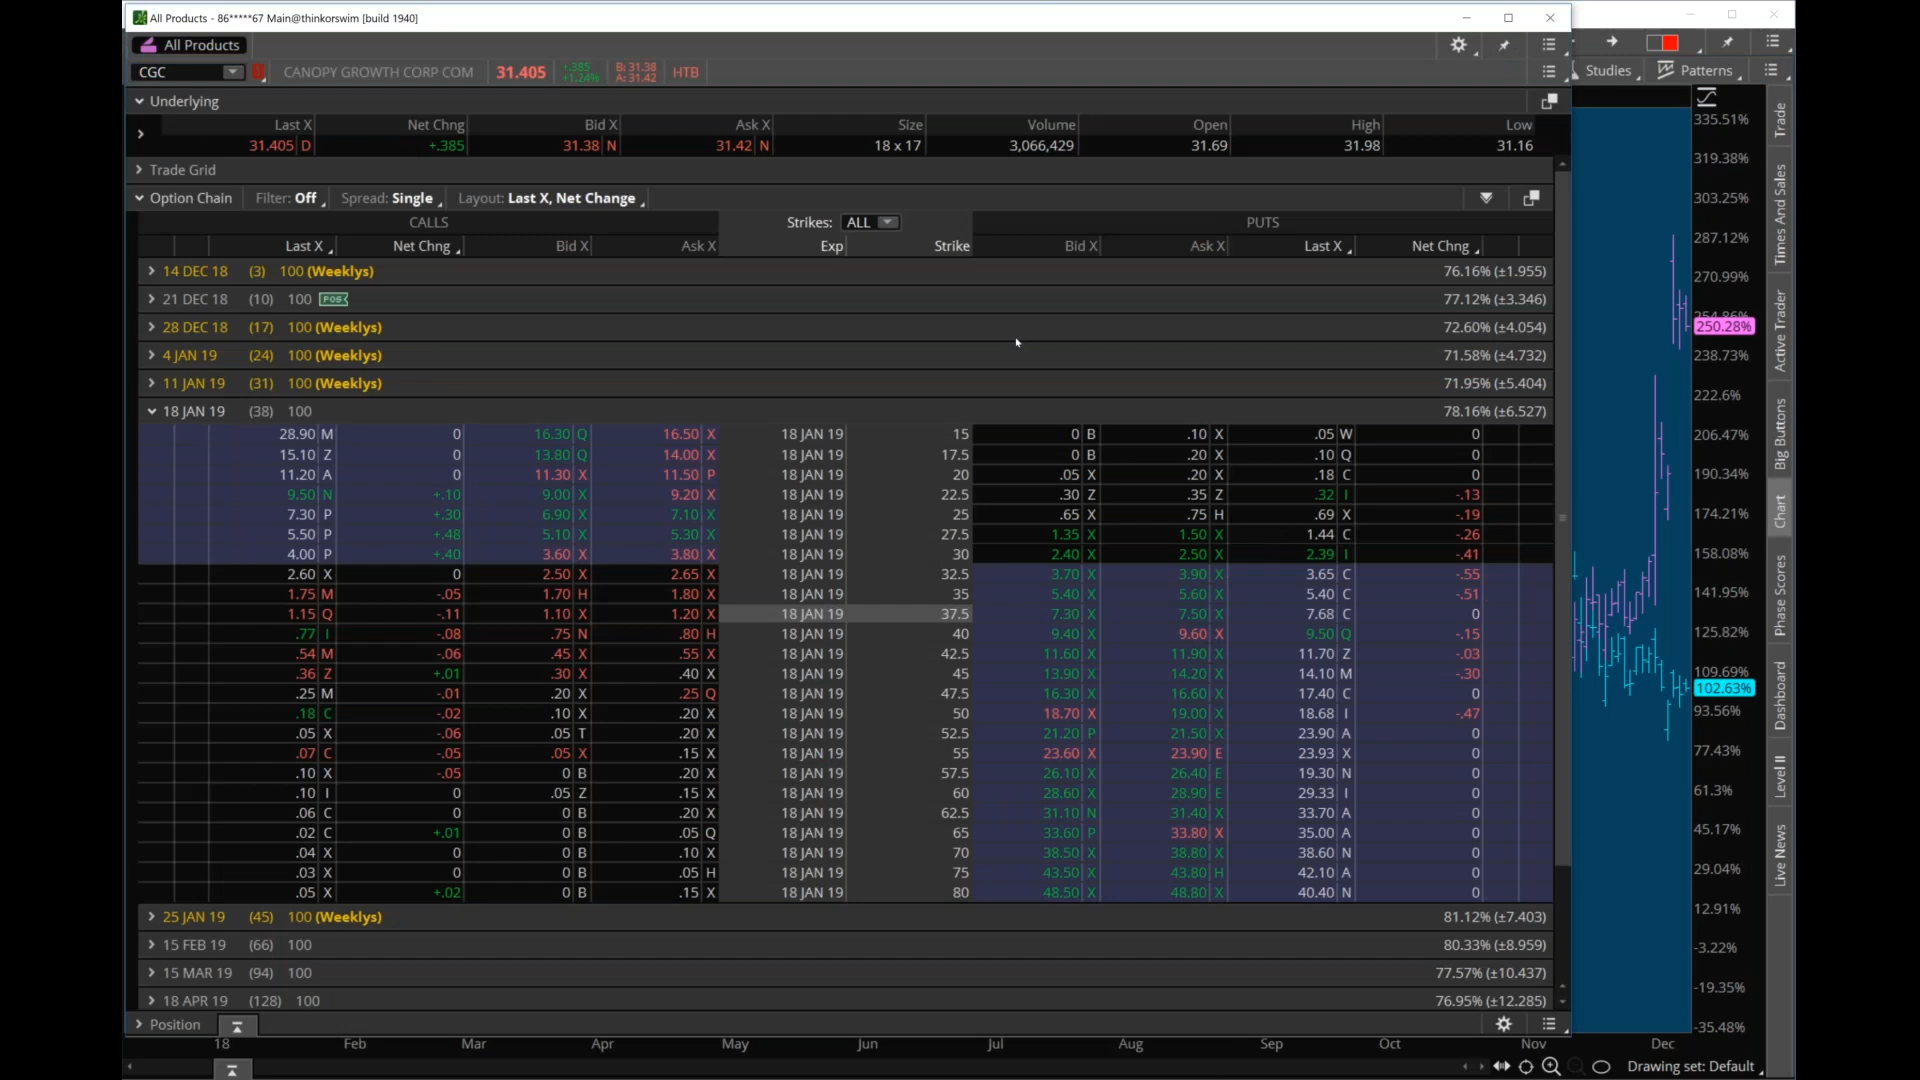 All Products - 86*****67 Main@thinkorswim [build 1940]
All Products
CGC CANOPY GROWTH CORP COM 31.405 +.385 +1.24% B: 31.38 A: 31.42 HTB
Studies Patterns
Underlying
Last X Net Chng Bid X Ask X Size Volume Open High Low
31.405 D +.385 31.38 N 31.42 N 18 x 17 3,066,429 31.69 31.98 31.16
Trade Grid
Option Chain Filter: Off Spread: Single Layout: Last X, Net Change
CALLS Strikes: ALL PUTS
Last X Net Chng Bid X Ask X Exp Strike Bid X Ask X Last X Net Chng
14 DEC 18 (3) 100 (Weeklys) 76.16% (±1.955)
21 DEC 18 (10) 100 POS 77.12% (±3.346)
28 DEC 18 (17) 100 (Weeklys) 72.60% (±4.054)
4 JAN 19 (24) 100 (Weeklys) 71.58% (±4.732)
11 JAN 19 (31) 100 (Weeklys) 71.95% (±5.404)
18 JAN 19 (38) 100 78.16% (±6.527)
28.90 M 0 16.30 Q 16.50 X 18 JAN 19 15 0 B .10 X .05 W 0
15.10 Z 0 13.80 Q 14.00 X 18 JAN 19 17.5 0 B .20 X .10 Q 0
11.20 A 0 11.30 X 11.50 P 18 JAN 19 20 .05 X .20 X .18 C 0
9.50 N +.10 9.00 X 9.20 X 18 JAN 19 22.5 .30 Z .35 Z .32 I -.13
7.30 P +.30 6.90 X 7.10 X 18 JAN 19 25 .65 X .75 H .69 X -.19
5.50 P +.48 5.10 X 5.30 X 18 JAN 19 27.5 1.35 X 1.50 X 1.44 C -.26
4.00 P +.40 3.60 X 3.80 X 18 JAN 19 30 2.40 X 2.50 X 2.39 I -.41
2.60 X 0 2.50 X 2.65 X 18 JAN 19 32.5 3.70 X 3.90 X 3.65 C -.55
1.75 M -.05 1.70 H 1.80 X 18 JAN 19 35 5.40 X 5.60 X 5.40 C -.51
1.15 Q -.11 1.10 X 1.20 X 18 JAN 19 37.5 7.30 X 7.50 X 7.68 C 0
.77 I -.08 .75 N .80 H 18 JAN 19 40 9.40 X 9.60 X 9.50 Q -.15
.54 M -.06 .45 X .55 X 18 JAN 19 42.5 11.60 X 11.90 X 11.70 Z -.03
.36 Z +.01 .30 X .40 X 18 JAN 19 45 13.90 X 14.20 X 14.10 M -.30
.25 M -.01 .20 X .25 Q 18 JAN 19 47.5 16.30 X 16.60 X 17.40 C 0
.18 C -.02 .10 X .20 X 18 JAN 19 50 18.70 X 19.00 X 18.68 I -.47
.05 X -.06 .05 T .20 X 18 JAN 19 52.5 21.20 P 21.50 X 23.90 A 0
.07 C -.05 .05 X .15 X 18 JAN 19 55 23.60 X 23.90 E 23.93 X 0
.10 X -.05 0 B .20 X 18 JAN 19 57.5 26.10 X 26.40 E 19.30 N 0
.10 I 0 .05 Z .15 X 18 JAN 19 60 28.60 X 28.90 E 29.33 I 0
.06 C 0 0 B .20 X 18 JAN 19 62.5 31.10 N 31.40 X 33.70 A 0
.02 C +.01 0 B .05 Q 18 JAN 19 65 33.60 P 33.80 X 35.00 A 0
.04 X 0 0 B .10 X 18 JAN 19 70 38.50 X 38.80 X 38.60 N 0
.03 X 0 0 B .05 H 18 JAN 19 75 43.50 X 43.80 H 42.10 A 0
.05 X +.02 0 B .15 X 18 JAN 19 80 48.50 X 48.80 X 40.40 N 0
25 JAN 19 (45) 100 (Weeklys) 81.12% (±7.403)
15 FEB 19 (66) 100 80.33% (±8.959)
15 MAR 19 (94) 100 77.57% (±10.437)
18 APR 19 (128) 100 76.95% (±12.285)
Position
18 Feb Mar Apr May Jun Jul Aug Sep Oct Nov Dec
Drawing set: Default
335.51%
319.38%
303.25%
287.12%
270.99%
250.28%
238.73%
222.6%
206.47%
190.34%
174.21%
158.08%
141.95%
125.82%
109.69%
102.63%
93.56%
77.43%
61.3%
45.17%
29.04%
12.91%
-3.22%
-19.35%
-35.48%
Trade
Times And Sales
Active Trader
Big Buttons
Chart
Phase Scores
Dashboard
Level II
Live News